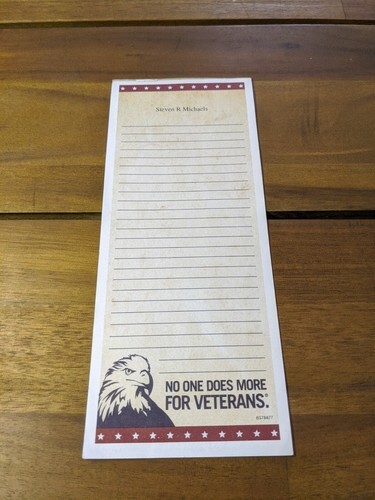 Steven R Michaels
NO ONE DOES MORE
FOR VETERANS.®